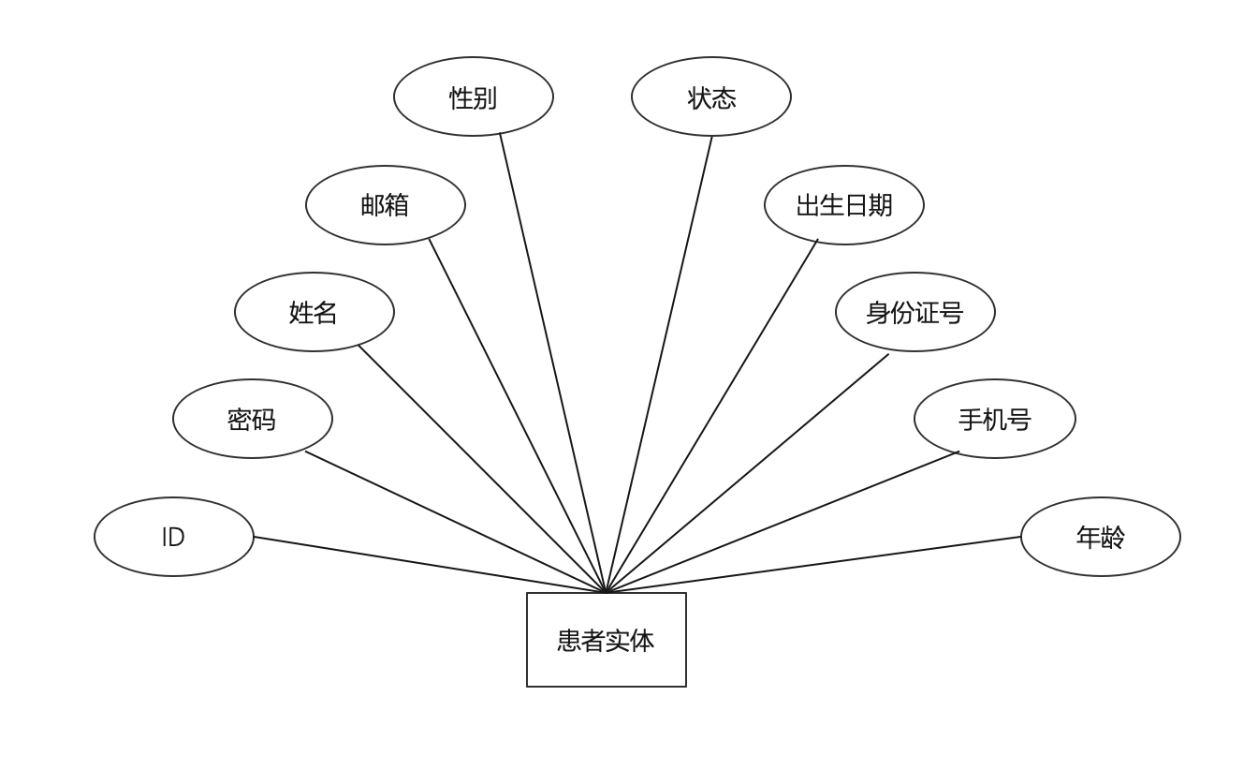 性别
状态
邮箱
出生日期
姓名
身份证号
密码
手机号
ID
年龄
患者实体